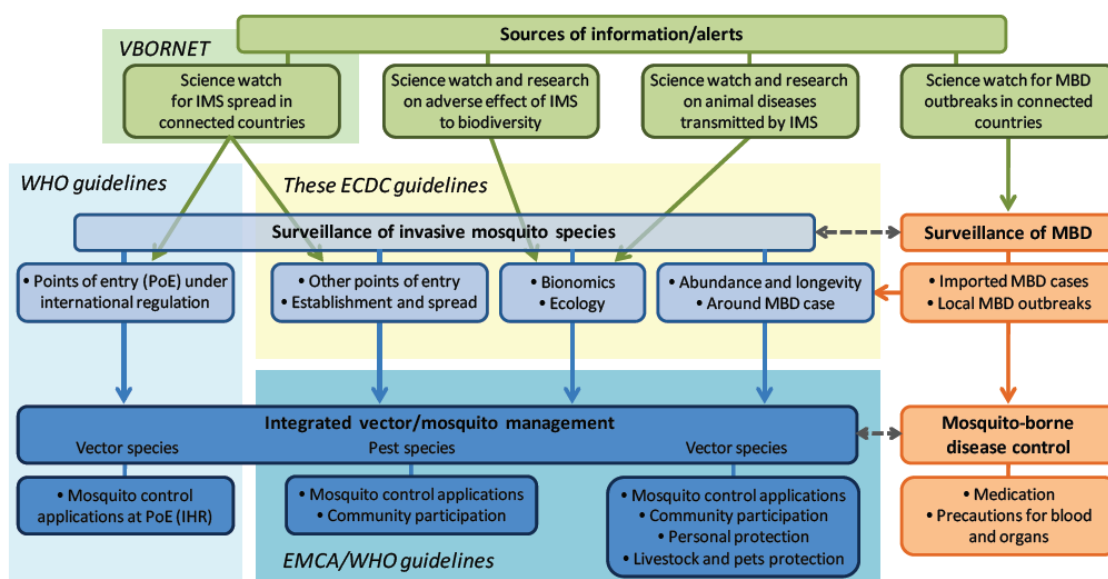 Sources of information/alerts
VBORNET
Science watch
for IMS spread in
connected countries
Science watch and research
on adverse effect of IMS
to biodiversity
Science watch and research
on animal diseases
transmitted by IMS
Science watch for MBD
outbreaks in connected
countries
WHO guidelines
These ECDC guidelines
Surveillance of invasive mosquito species
Surveillance of MBD
• Points of entry (PoE) under
international regulation
• Other points of entry
• Establishment and spread
• Bionomics
• Ecology
• Abundance and longevity
• Around MBD case
• Imported MBD cases
• Local MBD outbreaks
Integrated vector/mosquito management
Vector species
Pest species
Vector species
Mosquito-borne
disease control
• Mosquito control
applications at PoE (IHR)
• Mosquito control applications
• Community participation
• Mosquito control applications
• Community participation
• Personal protection
• Livestock and pets protection
• Medication
• Precautions for blood
and organs
EMCA/WHO guidelines